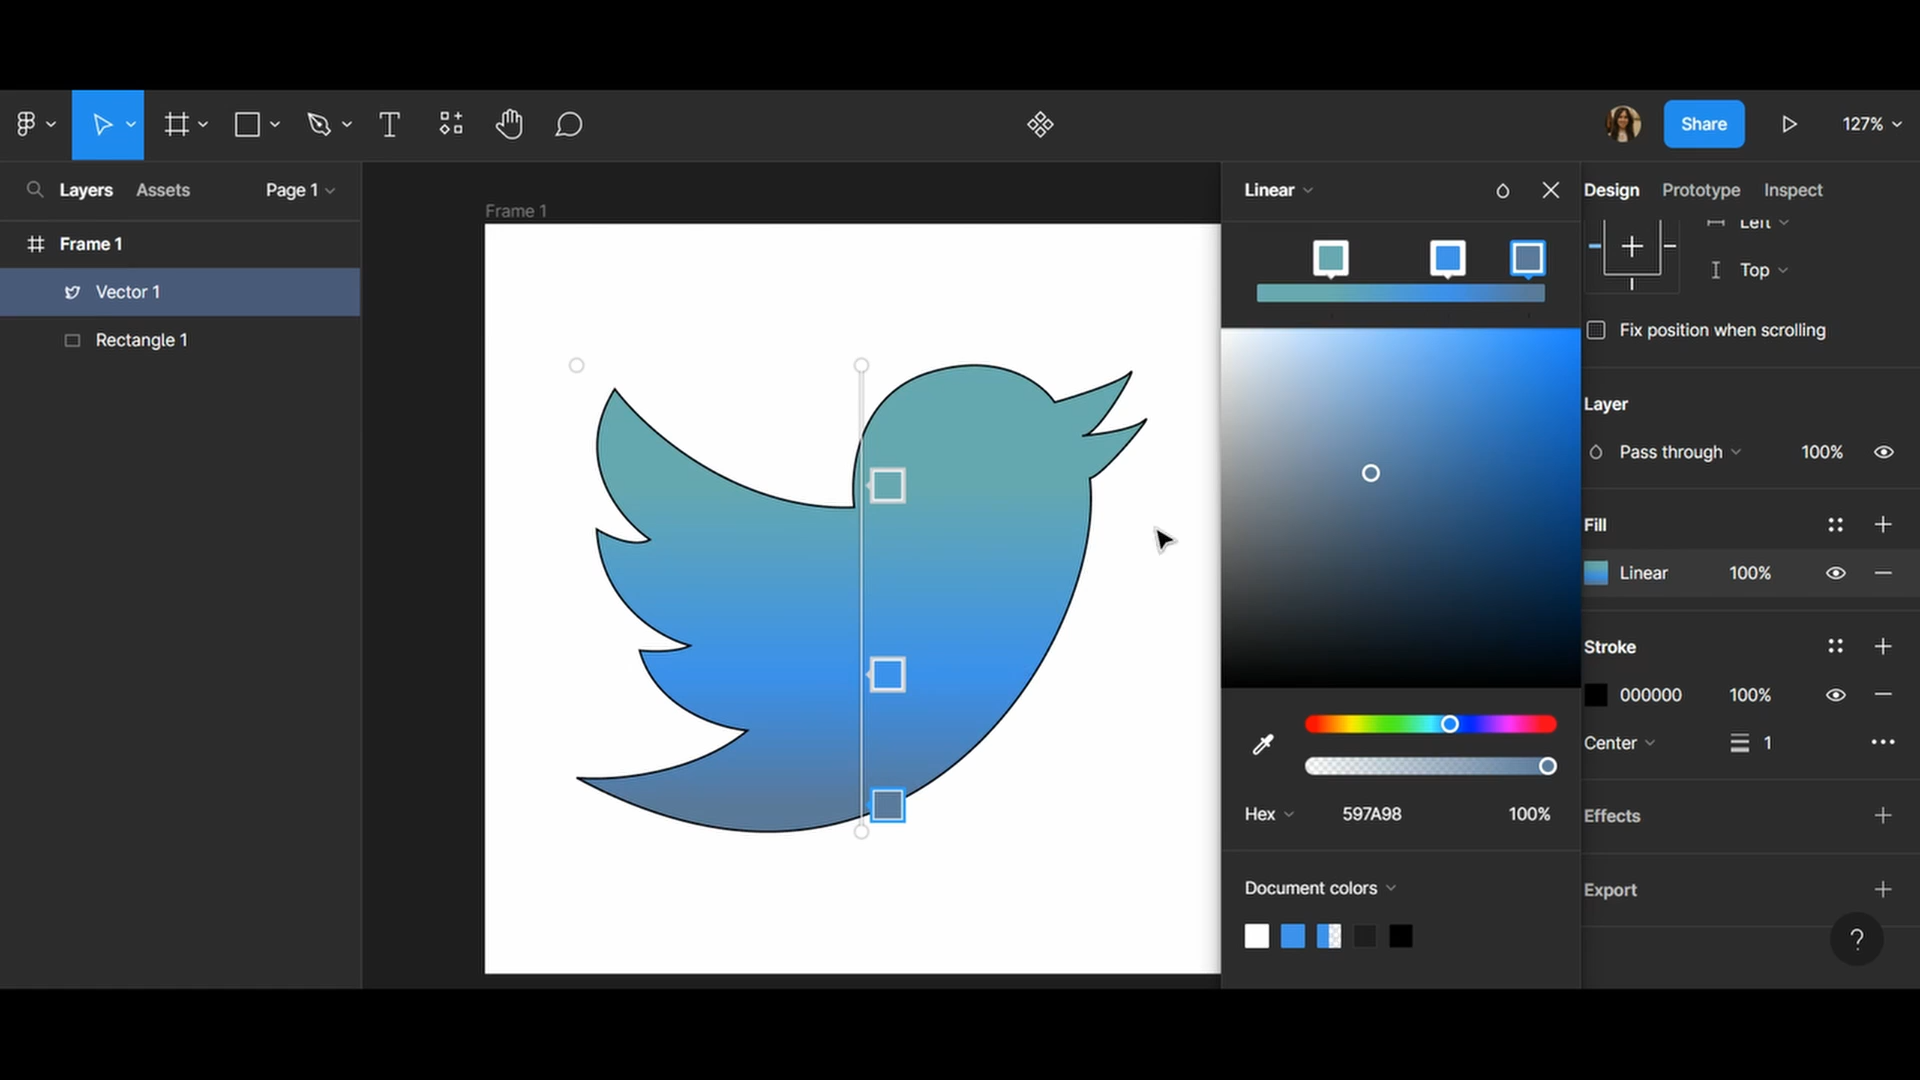 Share
127%
Layers
Assets
Page 1
Frame 1
Vector 1
Rectangle 1
Frame 1
Linear
Hex
597A98
100%
Document colors
Design
Prototype
Inspect
Left
Top
Fix position when scrolling
Layer
Pass through
100%
Fill
Linear
100%
Stroke
000000
100%
Center
1
Effects
Export
?